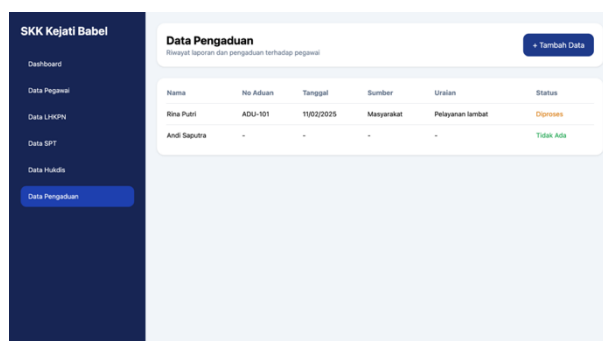 SKK Kejati Babel
Dashboard
Data Pegawai
Data LHKPN
Data SPT
Data Hukdis
Data Pengaduan
Data Pengaduan
Riwayat laporan dan pengaduan terhadap pegawai
+ Tambah Data
Nama No Aduan Tanggal Sumber Uraian Status
Rina Putri ADU-101 11/02/2025 Masyarakat Pelayanan lambat Diproses
Andi Saputra - - - - Tidak Ada